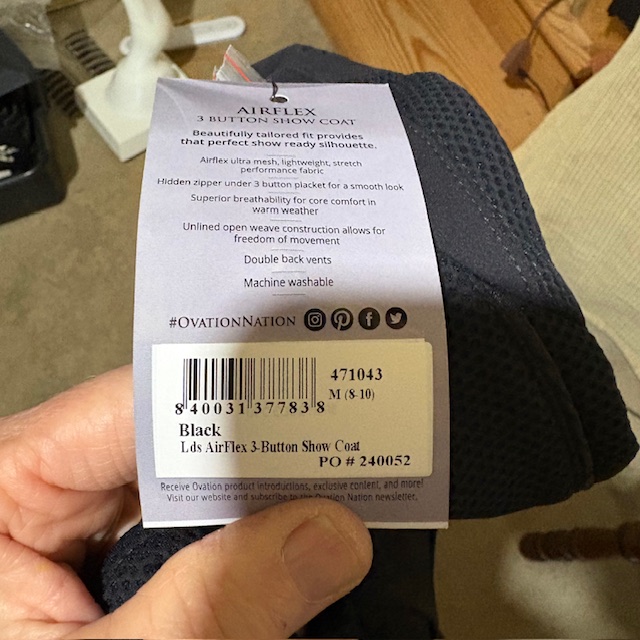 AIRFLEX
3 BUTTON SHOW COAT
Beautifully tailored fit provides
that perfect show ready silhouette.
Airflex ultra mesh, lightweight, stretch
performance fabric
Hidden zipper under 3 button placket for a smooth look
Superior breathability for core comfort in
warm weather
Unlined open weave construction allows for
freedom of movement
Double back vents
Machine washable
#OVATIONNATION
8 40031 37783 8
471043
M (8-10)
Black
Lds AirFlex 3-Button Show Coat
PO # 240052
Receive Ovation product introductions, exclusive content, and more!
Visit our website and subscribe to the Ovation Nation newsletter.